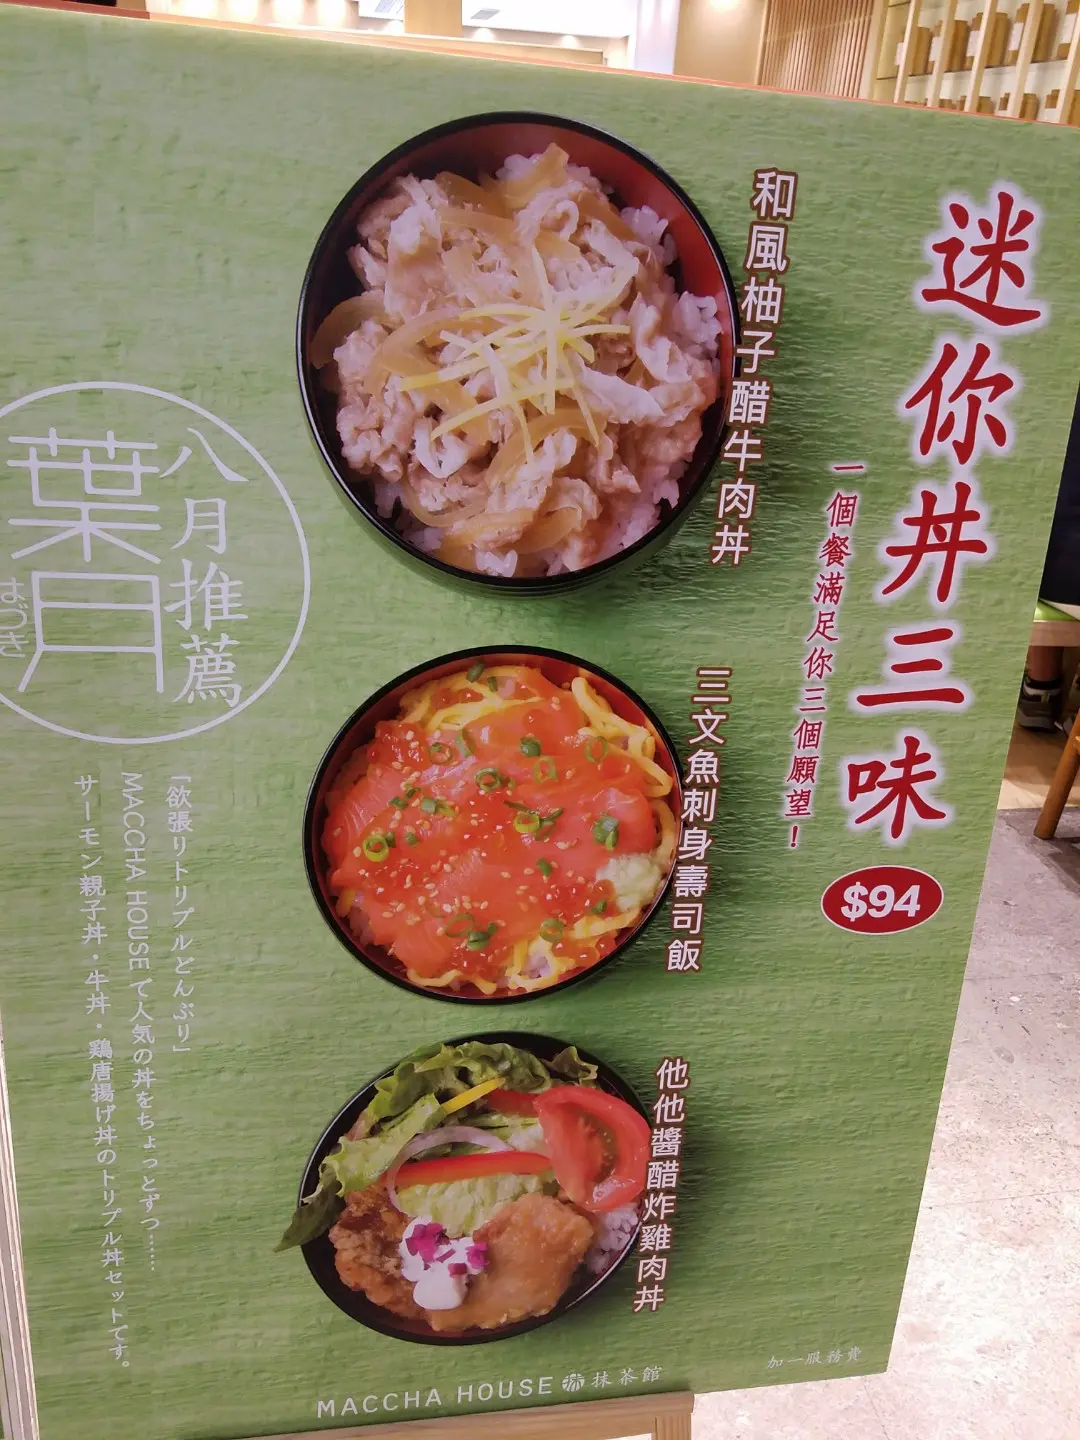 迷你丼三味
一個餐滿足你三個願望！
$94
和風柚子醋牛肉丼
三文魚刺身壽司飯
他他醬醋炸雞肉丼
八月推薦
葉月
はづき
「欲張りトリプルどんぶり」
MACCHA HOUSE で人気の丼をちょっとずつ……
サーモン親子丼・牛丼・鶏唐揚げ丼のトリプル丼セットです。
加一服務費
MACCHA HOUSE 抹茶館